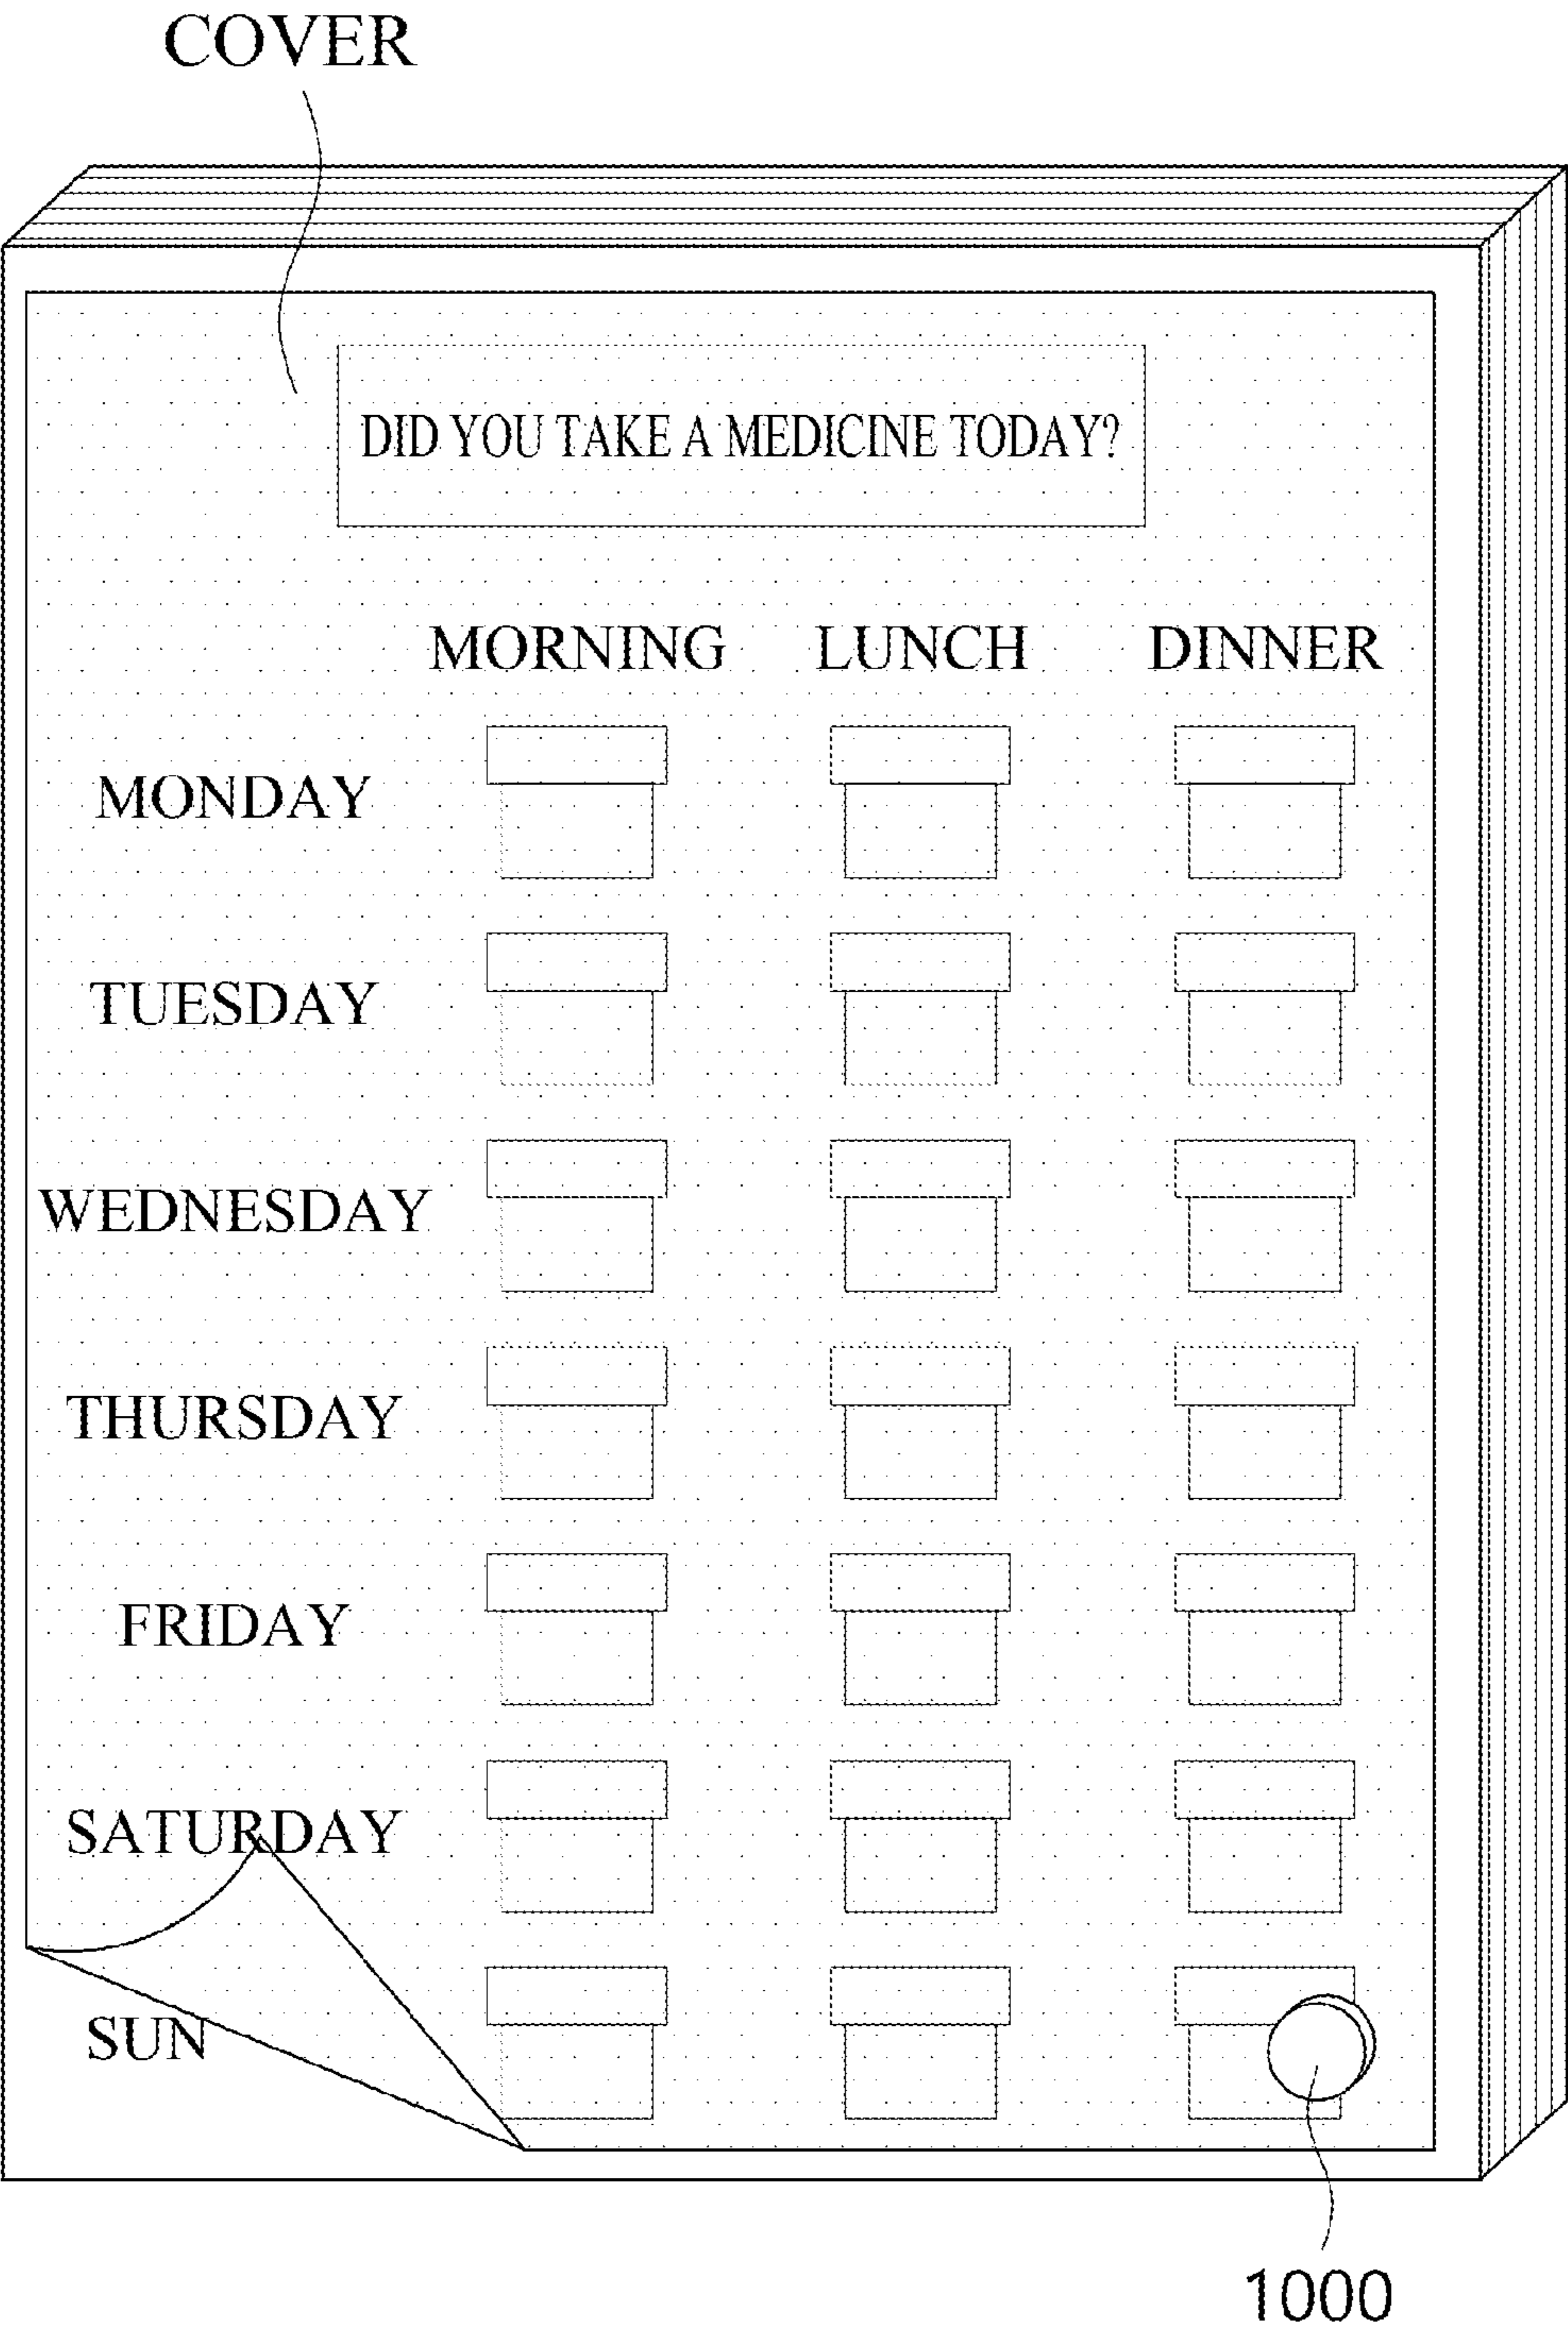 COVER
DID YOU TAKE A MEDICINE TODAY?
MORNING LUNCH DINNER
MONDAY
TUESDAY
WEDNESDAY
THURSDAY
FRIDAY
SATURDAY
SUN
1000